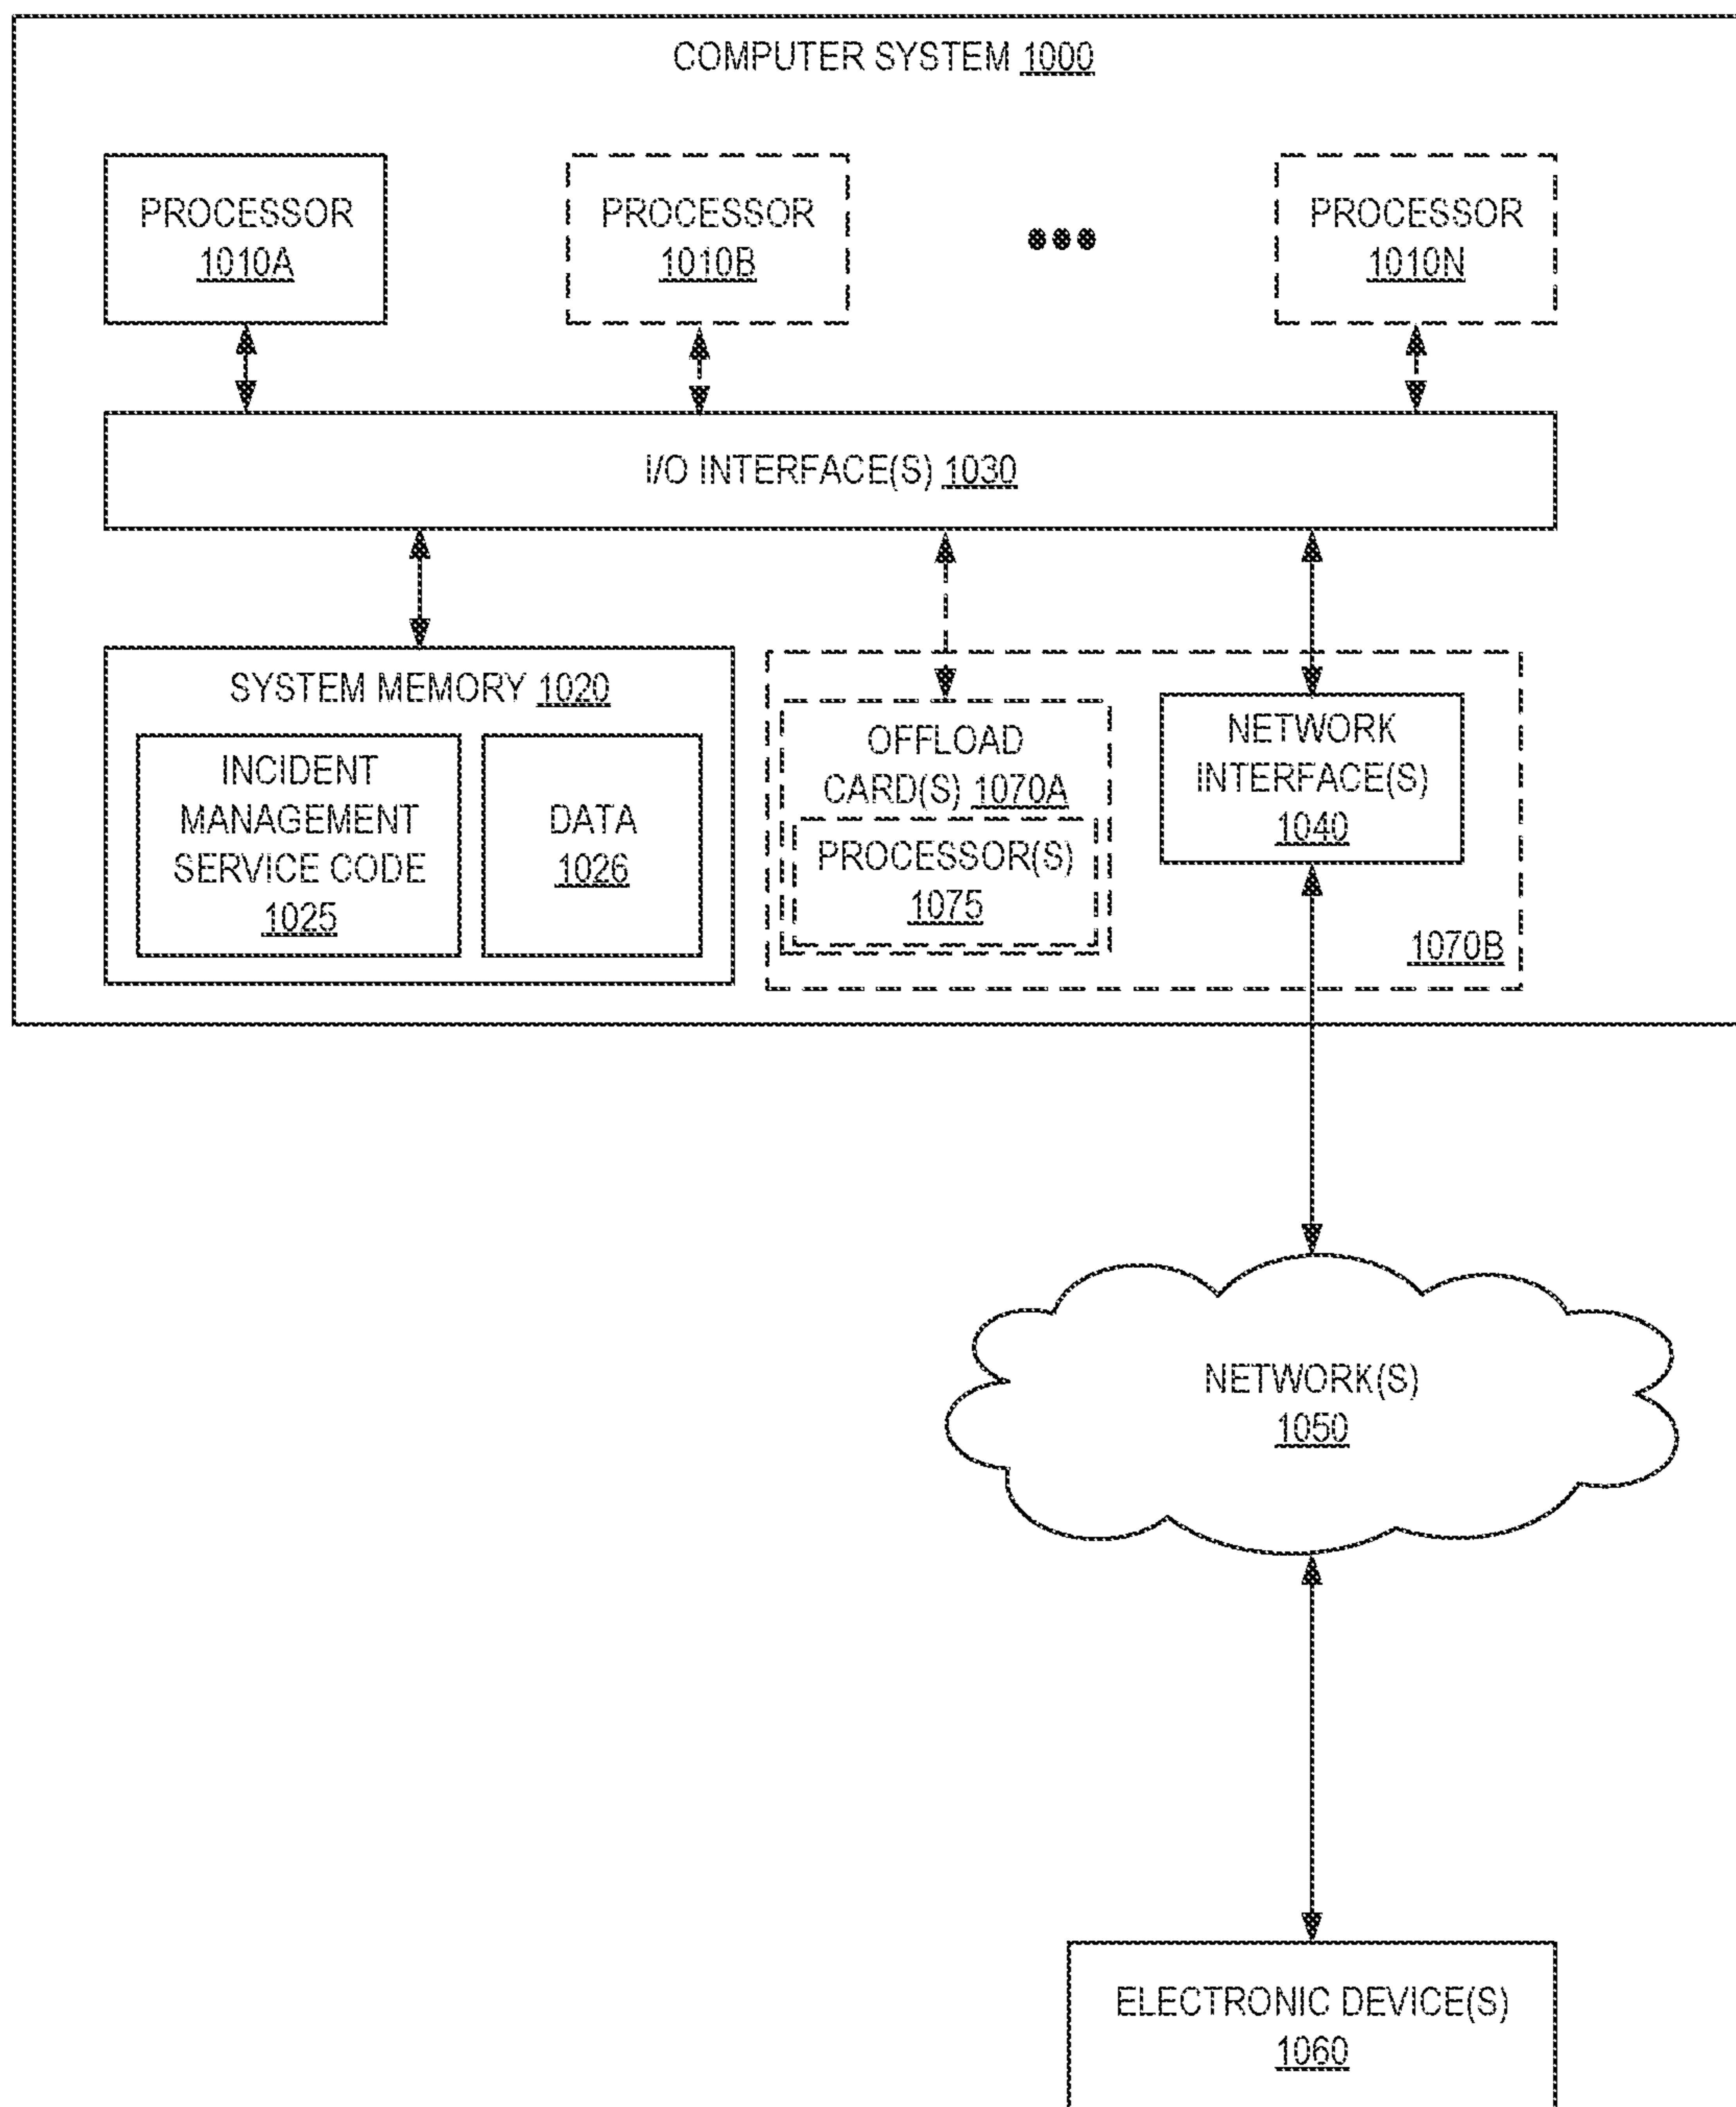 COMPUTER SYSTEM 1000
PROCESSOR
1010A
PROCESSOR
1010B
PROCESSOR
1010N
I/O INTERFACE(S) 1030
SYSTEM MEMORY 1020
INCIDENT
MANAGEMENT
SERVICE CODE
1025
DATA
1026
OFFLOAD
CARD(S) 1070A
PROCESSOR(S)
1075
NETWORK
INTERFACE(S)
1040
1070B
NETWORK(S)
1050
ELECTRONIC DEVICE(S)
1060